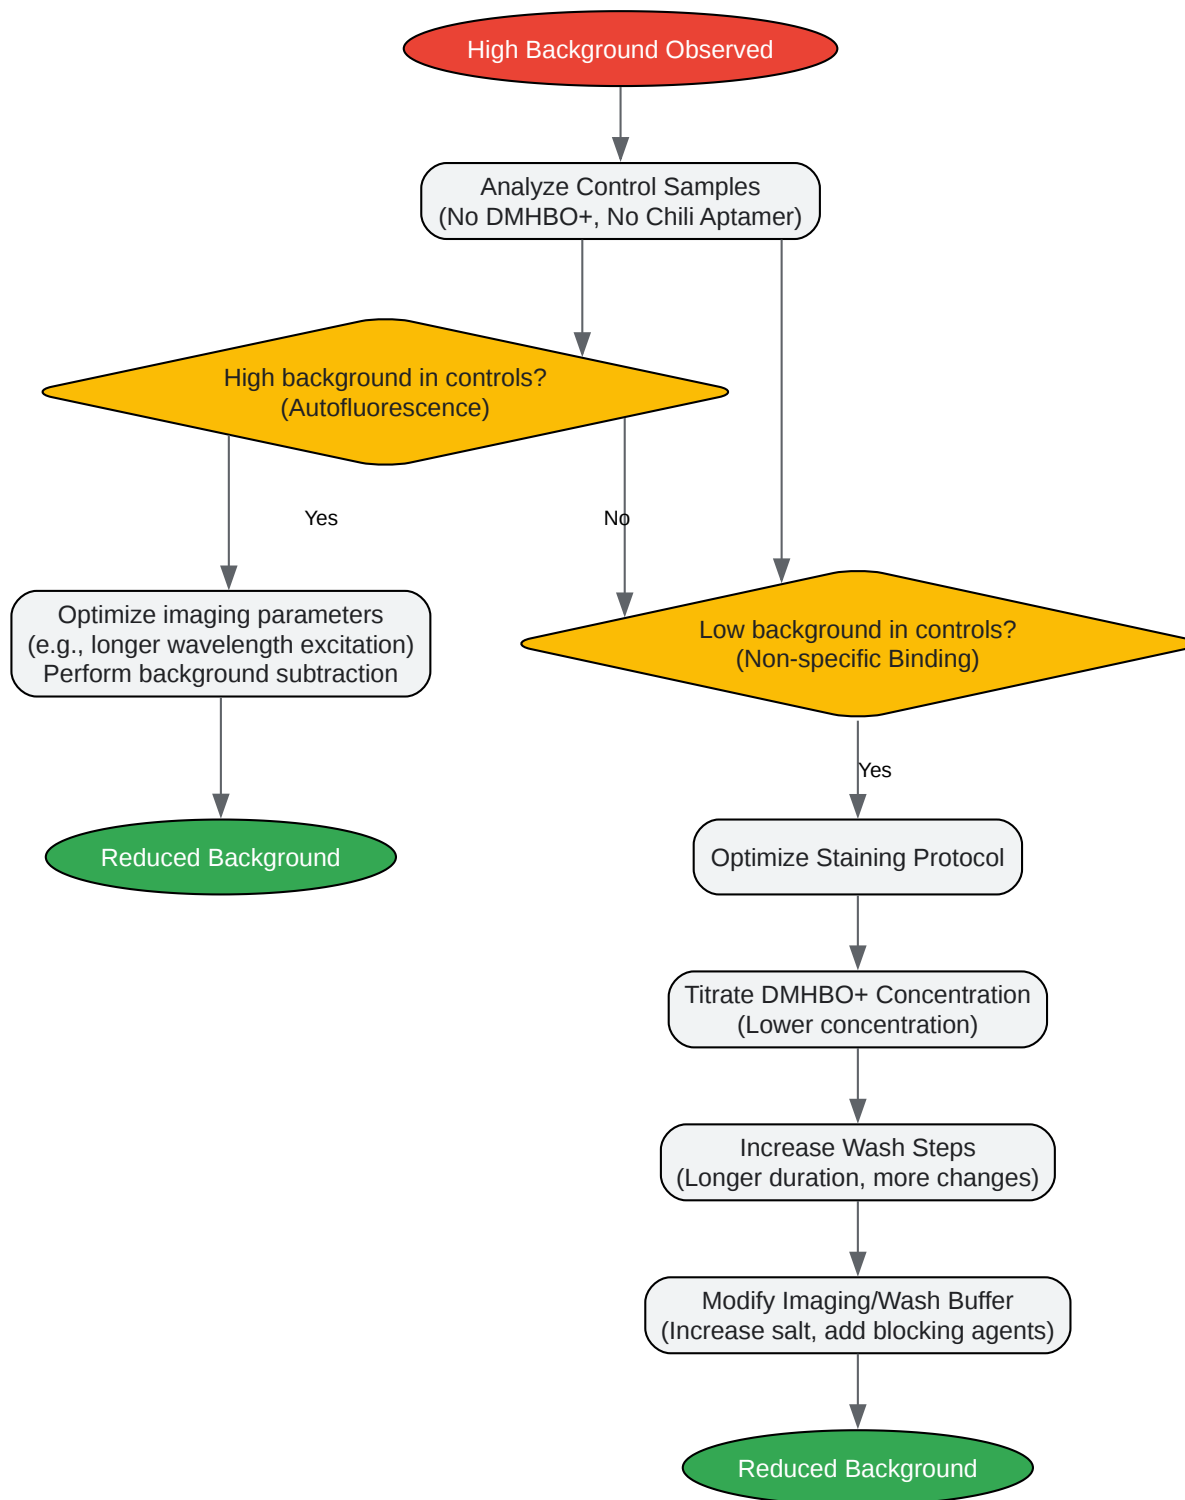 High Background Observed
Analyze Control Samples
(No DMHBO+, No Chili Aptamer)
High background in controls?
(Autofluorescence)
Yes
No
Optimize imaging parameters
(e.g., longer wavelength excitation)
Perform background subtraction
Low background in controls?
(Non-specific Binding)
Yes
Reduced Background
Optimize Staining Protocol
Titrate DMHBO+ Concentration
(Lower concentration)
Increase Wash Steps
(Longer duration, more changes)
Modify Imaging/Wash Buffer
(Increase salt, add blocking agents)
Reduced Background